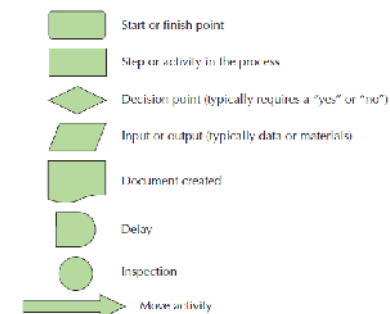 Start or finish point
Step or activity in the process
Decision point (typically requires a “yes” or “no”)
Input or output (typically data or materials)
Document created
Delay
Inspection
Move activity